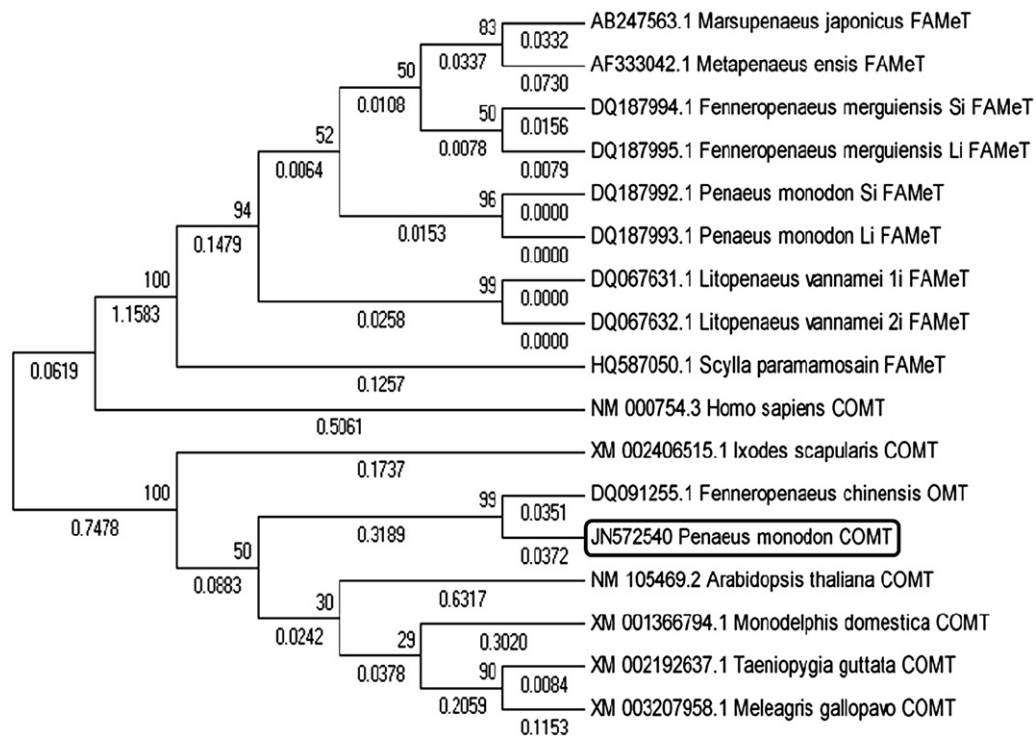 83
0.0332
AB247563.1 Marsupenaeus japonicus FAMeT
50
0.0337
0.0730
AF333042.1 Metapenaeus ensis FAMeT
52
0.0108
50
0.0156
DQ187994.1 Fenneropenaeus merguiensis Si FAMeT
0.0078
0.0079
DQ187995.1 Fenneropenaeus merguiensis Li FAMeT
94
0.0064
96
0.0000
DQ187992.1 Penaeus monodon Si FAMeT
0.0153
0.0000
DQ187993.1 Penaeus monodon Li FAMeT
100
0.1479
99
0.0000
DQ067631.1 Litopenaeus vannamei 1i FAMeT
0.0258
0.0000
DQ067632.1 Litopenaeus vannamei 2i FAMeT
1.1583
0.1257
HQ587050.1 Scylla paramamosain FAMeT
0.0619
0.5061
NM 000754.3 Homo sapiens COMT
100
0.1737
XM 002406515.1 Ixodes scapularis COMT
0.7478
99
0.0351
DQ091255.1 Fenneropenaeus chinensis OMT
50
0.3189
0.0372
JN572540 Penaeus monodon COMT
0.0883
30
0.6317
NM 105469.2 Arabidopsis thaliana COMT
0.0242
29
0.3020
XM 001366794.1 Monodelphis domestica COMT
0.0378
90
0.0084
XM 002192637.1 Taeniopygia guttata COMT
0.2059
0.1153
XM 003207958.1 Meleagris gallopavo COMT